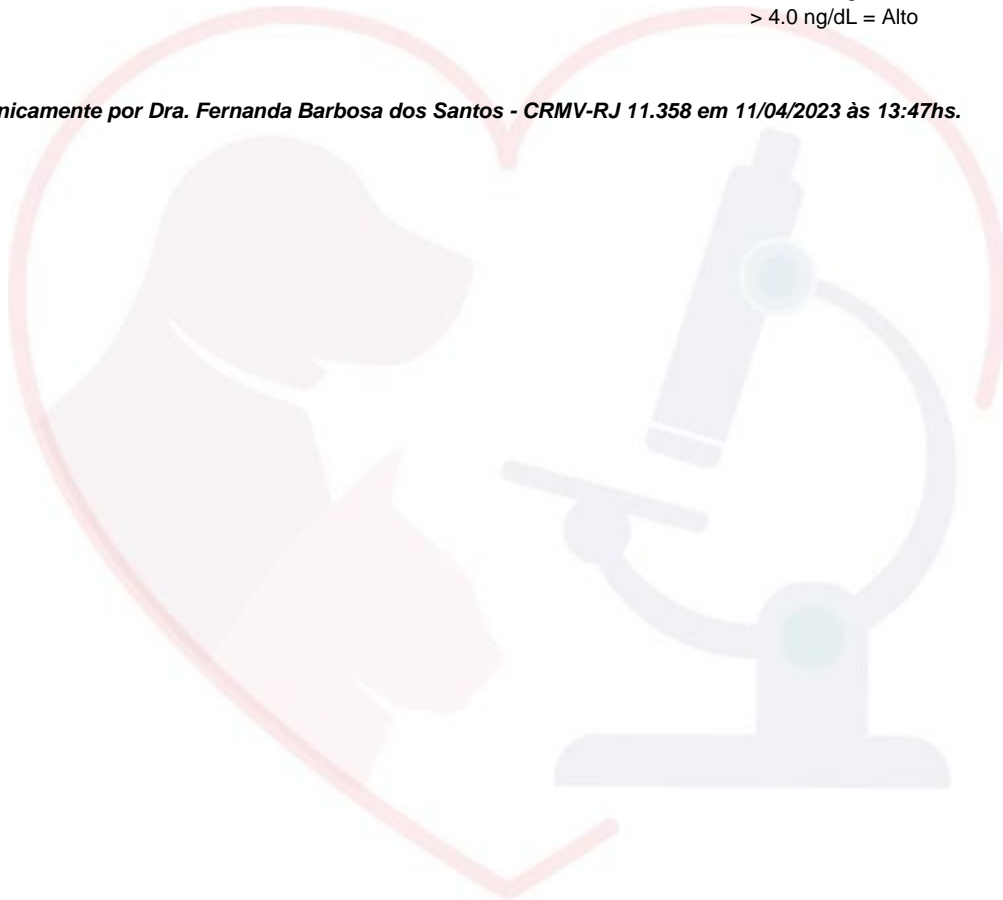 > 4.0 ng/dL = Alto
nicamente por Dra. Fernanda Barbosa dos Santos - CRMV-RJ 11.358 em 11/04/2023 às 13:47hs.